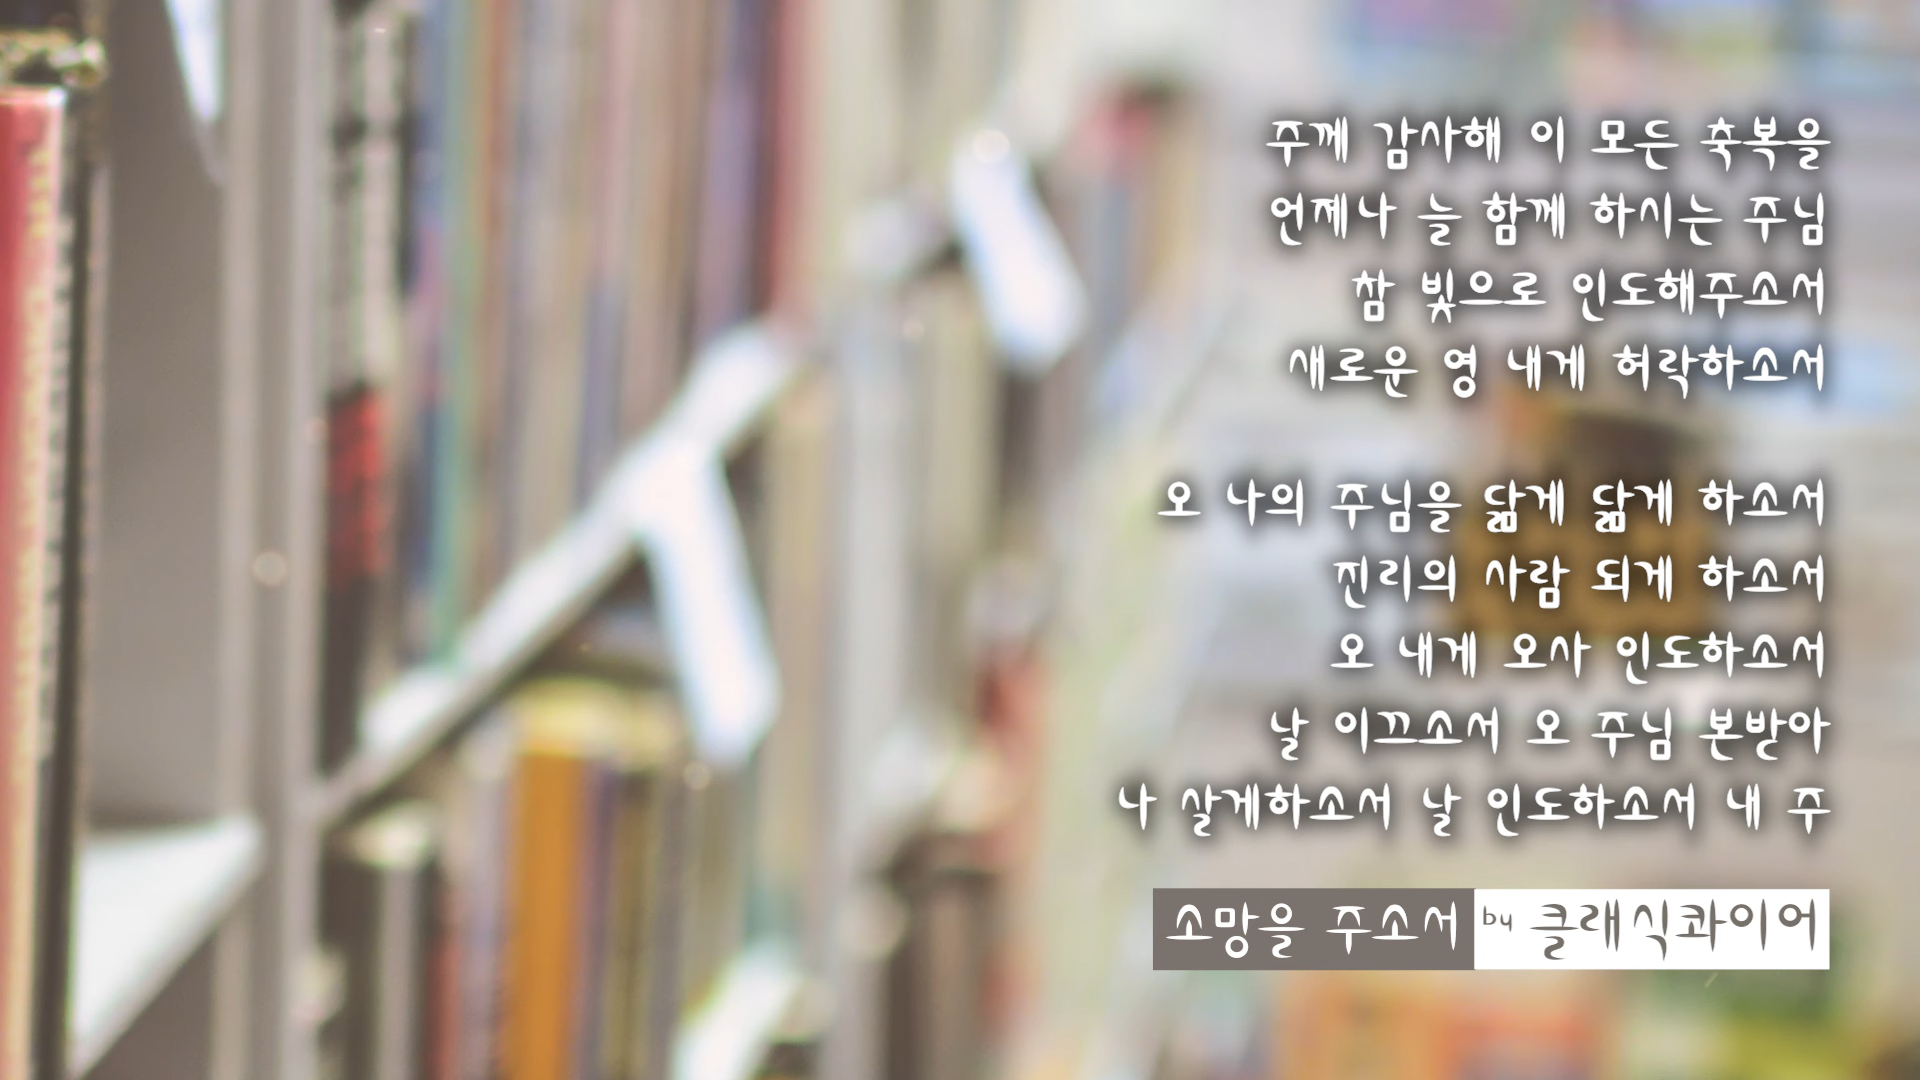 주께 감사해 이 모든 축복을
언제나 늘 함께 하시는 주님
참 빛으로 인도해주소서
새로운 영 내게 허락하소서
오 나의 주님을 닮게 닮게 하소서
진리의 사람 되게 하소서
오 내게 오사 인도하소서
날 이끄소서 오 주님 본받아
나 살게하소서 날 인도하소서 내 주
소망을 주소서 by 클래식콰이어